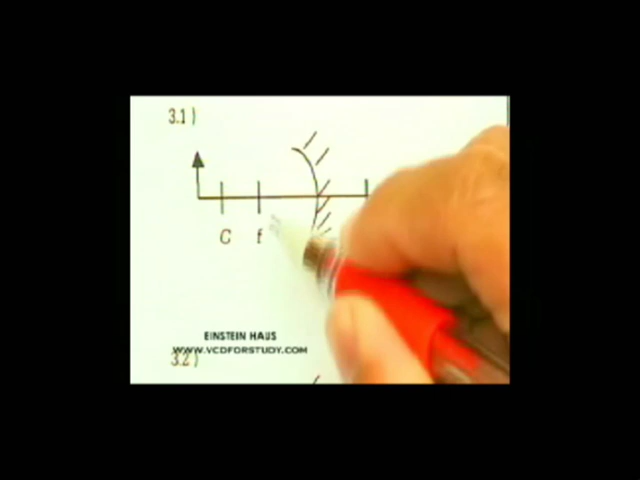 3.1 )
C f
EINSTEIN HAUS
WWW.VCDFORSTUDY.COM
3.2 )